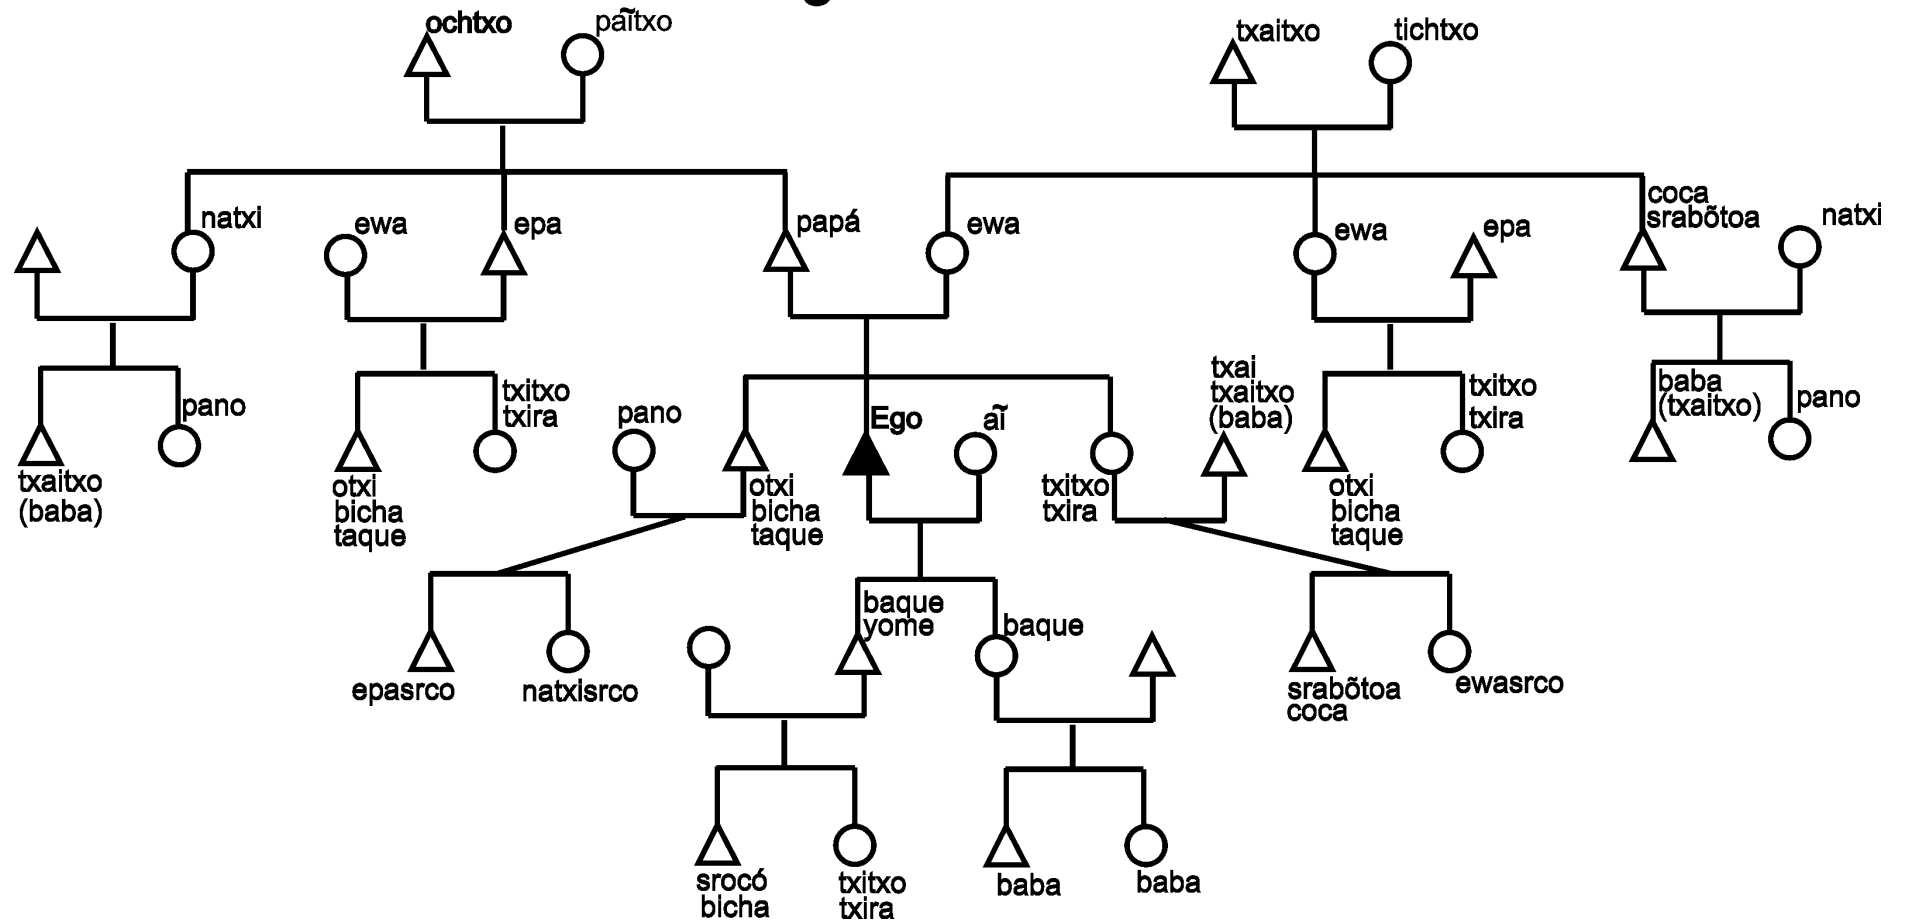 ochtxo
paĩtxo
txaitxo
tichtxo
natxi
ewa
epa
papá
ewa
ewa
epa
coca
srabõtoa
natxi
pano
txitxo
txira
pano
Ego
aĩ
txai
txaitxo
(baba)
txitxo
txira
baba
(txaitxo)
pano
txaitxo
(baba)
otxi
bicha
taque
otxi
bicha
taque
txitxo
txira
otxi
bicha
taque
baque
yome
baque
epasrco
natxisrco
srabõtoa
coca
ewasrco
srocó
bicha
txitxo
txira
baba
baba